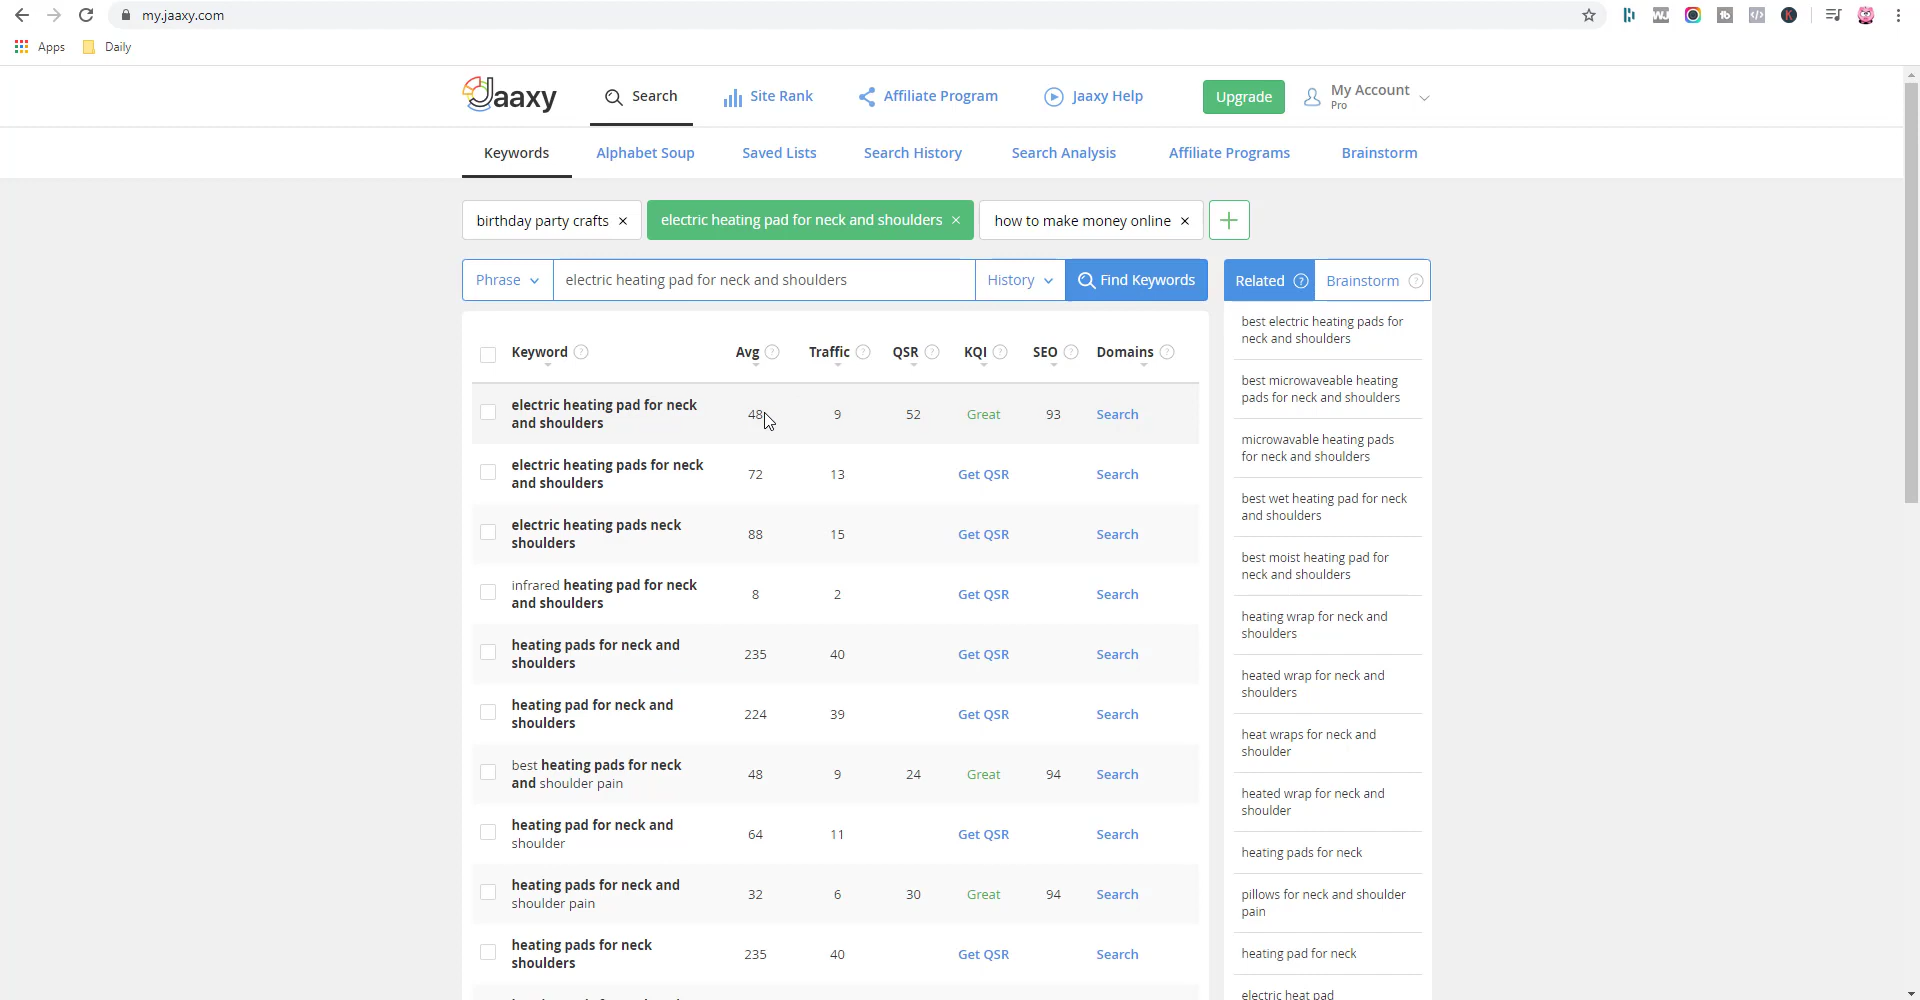 my.jaaxy.com
Apps
Daily
Jaaxy
Search
Site Rank
Affiliate Program
Jaaxy Help
Upgrade
My Account
Pro
Keywords
Alphabet Soup
Saved Lists
Search History
Search Analysis
Affiliate Programs
Brainstorm
birthday party crafts ×
electric heating pad for neck and shoulders ×
how to make money online ×
+
Phrase
electric heating pad for neck and shoulders
History
Find Keywords
Related ?
Brainstorm ?
Keyword ? Avg ? Traffic ? QSR ? KQI ? SEO ? Domains ?
electric heating pad for neck
and shoulders
48 9 52 Great 93 Search
electric heating pads for neck
and shoulders
72 13 Get QSR Search
electric heating pads neck
shoulders
88 15 Get QSR Search
infrared heating pad for neck
and shoulders
8 2 Get QSR Search
heating pads for neck and
shoulders
235 40 Get QSR Search
heating pad for neck and
shoulders
224 39 Get QSR Search
best heating pads for neck
and shoulder pain
48 9 24 Great 94 Search
heating pad for neck and
shoulder
64 11 Get QSR Search
heating pads for neck and
shoulder pain
32 6 30 Great 94 Search
heating pads for neck
shoulders
235 40 Get QSR Search
best electric heating pads for
neck and shoulders
best microwaveable heating
pads for neck and shoulders
microwavable heating pads
for neck and shoulders
best wet heating pad for neck
and shoulders
best moist heating pad for
neck and shoulders
heating wrap for neck and
shoulders
heated wrap for neck and
shoulders
heat wraps for neck and
shoulder
heated wrap for neck and
shoulder
heating pads for neck
pillows for neck and shoulder
pain
heating pad for neck
electric heat pad